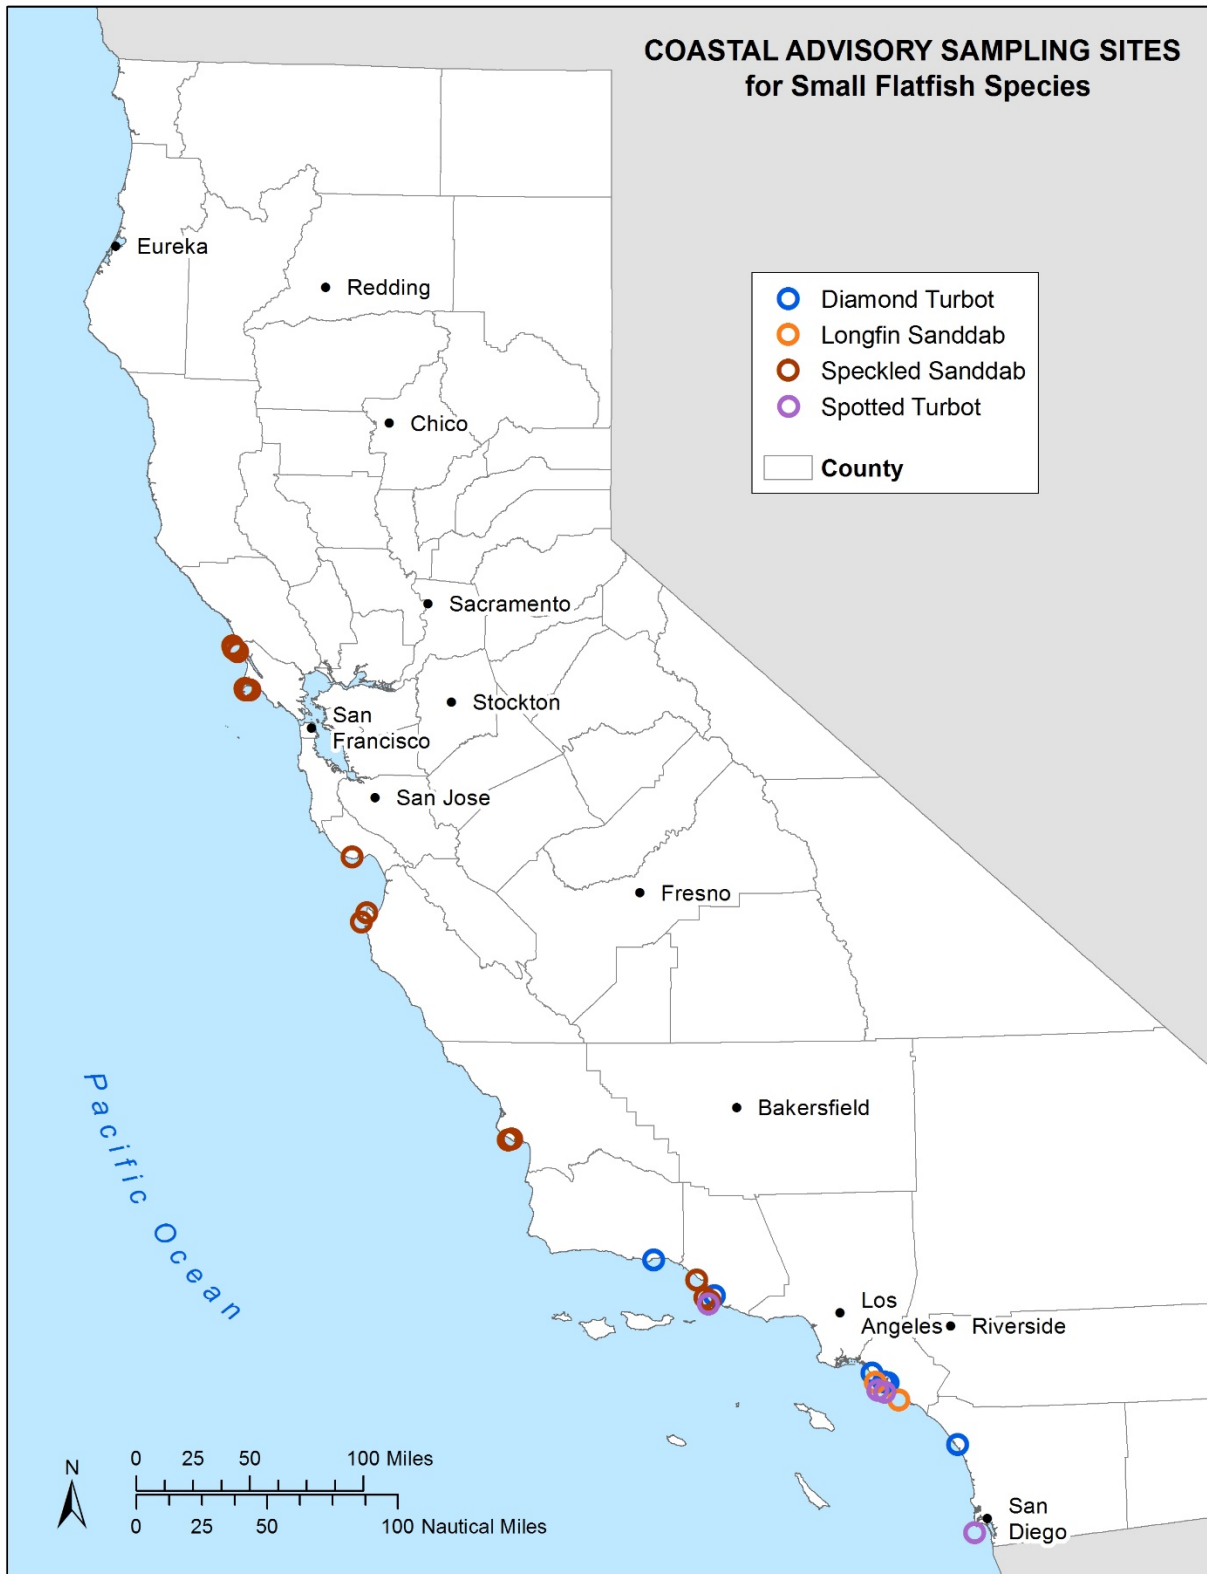 COASTAL ADVISORY SAMPLING SITES
for Small Flatfish Species
Eureka
Redding
Diamond Turbot
Longfin Sanddab
Speckled Sanddab
Spotted Turbot
County
Chico
Sacramento
Stockton
San
Francisco
San Jose
Fresno
Pacific Ocean
Bakersfield
Los
Angeles
Riverside
San
Diego
N
0 25 50 100 Miles
0 25 50 100 Nautical Miles